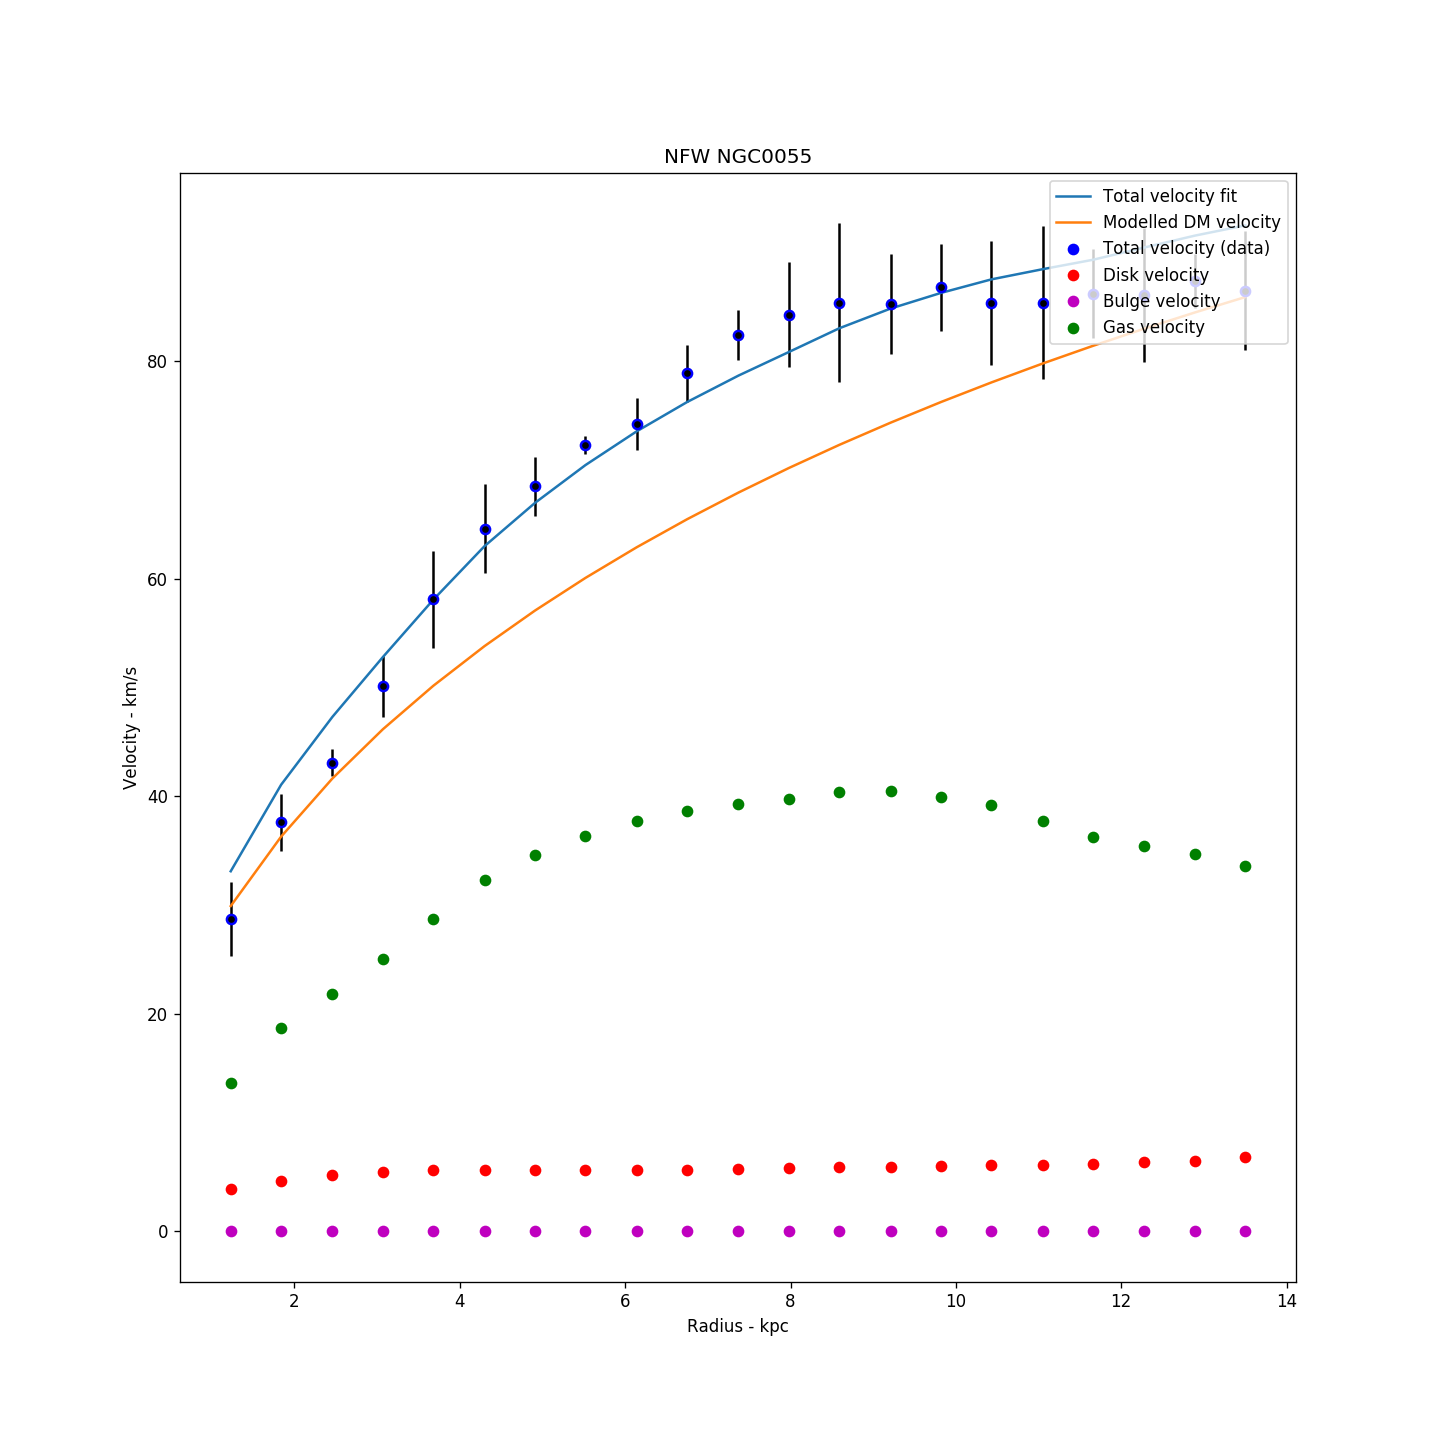 NFW NGC0055
Total velocity fit
Modelled DM velocity
Total velocity (data)
Disk velocity
Bulge velocity
Gas velocity
Velocity - km/s
80
60
40
20
0
2 4 6 8 10 12 14
Radius - kpc